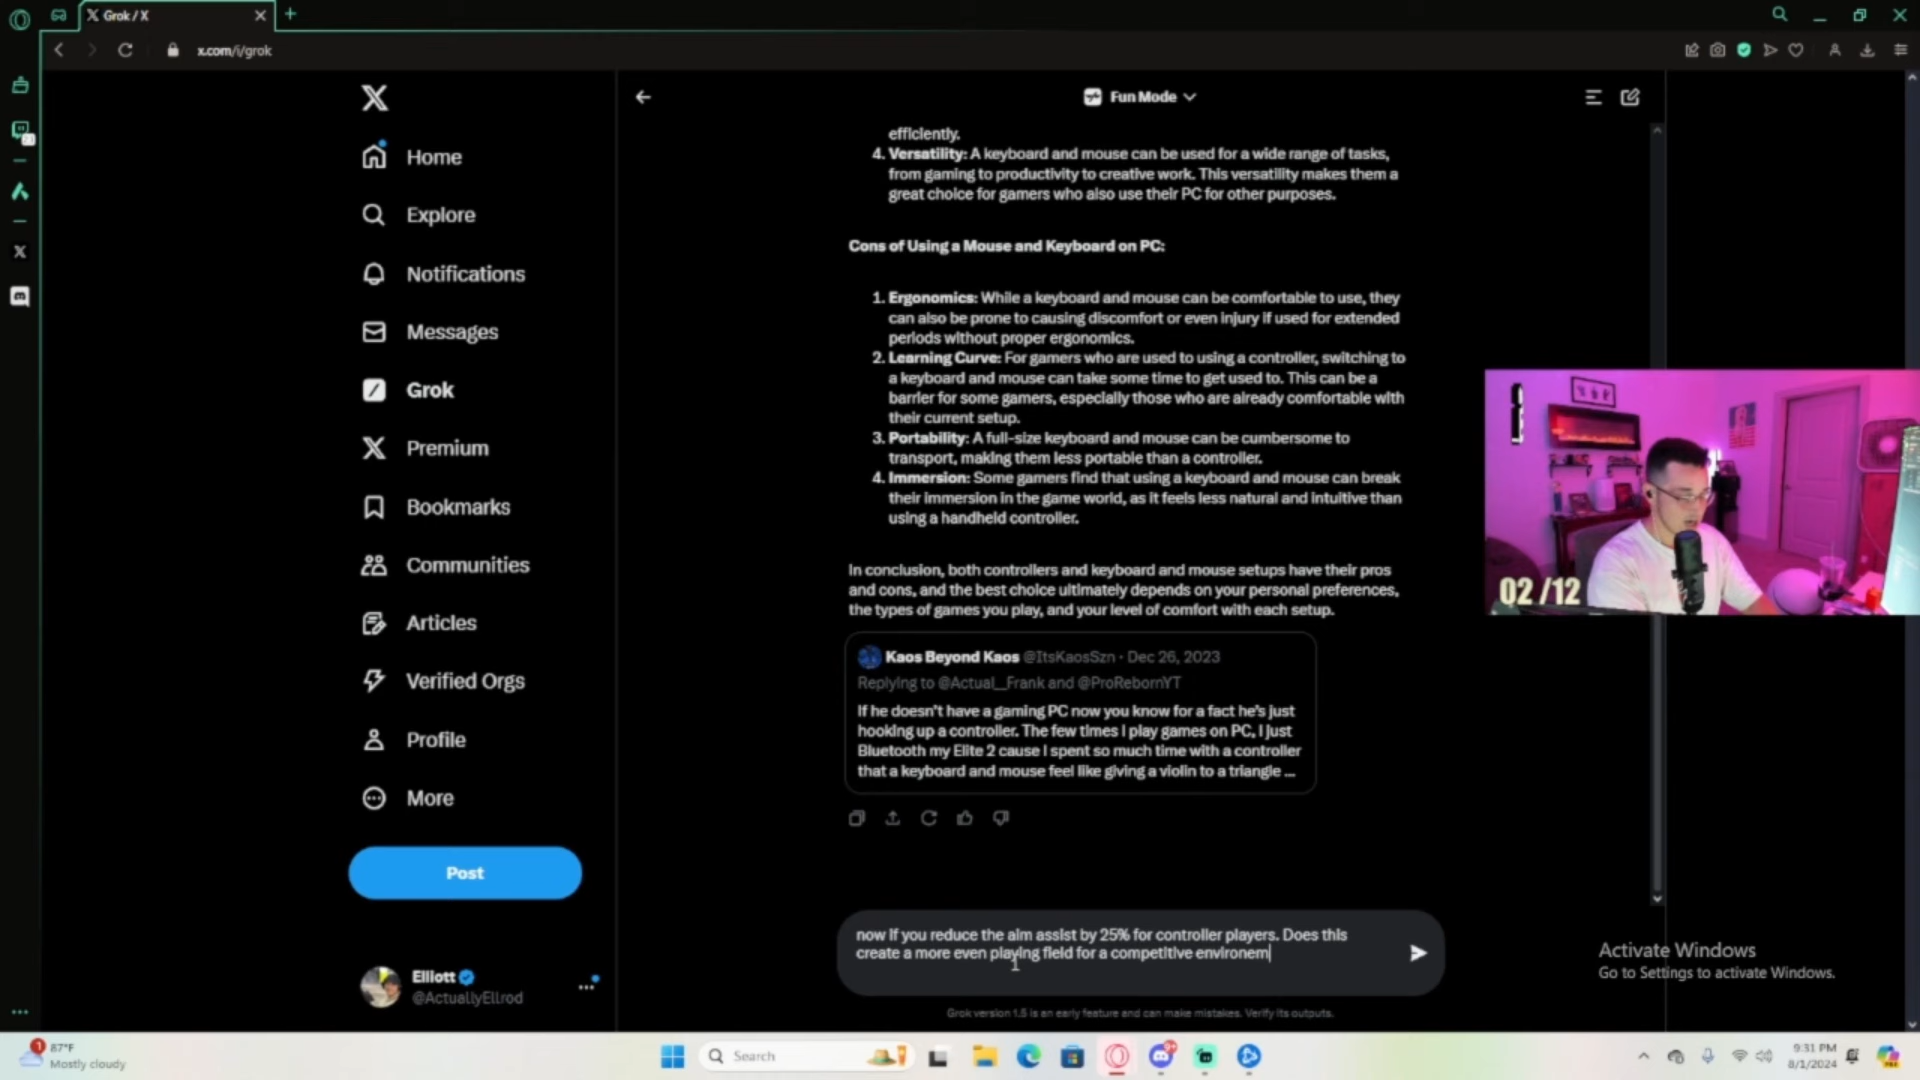 Grok / X
x.com/i/grok
Home
Explore
Notifications
Messages
Grok
Premium
Bookmarks
Communities
Articles
Verified Orgs
Profile
More
Post
Elliott
@ActuallyEllrod
Fun Mode
efficiently.
4. Versatility: A keyboard and mouse can be used for a wide range of tasks,
from gaming to productivity to creative work. This versatility makes them a
great choice for gamers who also use their PC for other purposes.
Cons of Using a Mouse and Keyboard on PC:
1. Ergonomics: While a keyboard and mouse can be comfortable to use, they
can also be prone to causing discomfort or even injury if used for extended
periods without proper ergonomics.
2. Learning Curve: For gamers who are used to using a controller, switching to
a keyboard and mouse can take some time to get used to. This can be a
barrier for some gamers, especially those who are already comfortable with
their current setup.
3. Portability: A full-size keyboard and mouse can be cumbersome to
transport, making them less portable than a controller.
4. Immersion: Some gamers find that using a keyboard and mouse can break
their immersion in the game world, as it feels less natural and intuitive than
using a handheld controller.
In conclusion, both controllers and keyboard and mouse setups have their pros
and cons, and the best choice ultimately depends on your personal preferences,
the types of games you play, and your level of comfort with each setup.
Kaos Beyond Kaos @ItsKaosSzn · Dec 26, 2023
Replying to @Actual__Frank and @ProRebornYT
If he doesn't have a gaming PC now you know for a fact he's just
hooking up a controller. The few times I play games on PC, I just
Bluetooth my Elite 2 cause I spent so much time with a controller
that a keyboard and mouse feel like giving a violin to a triangle ...
now if you reduce the aim assist by 25% for controller players. Does this
create a more even playing field for a competitive environem
Grok version 1.5 is an early feature and can make mistakes. Verify its outputs.
02 /12
Activate Windows
Go to Settings to activate Windows.
1
87°F
Mostly cloudy
Search
9+
9:31 PM
8/1/2024